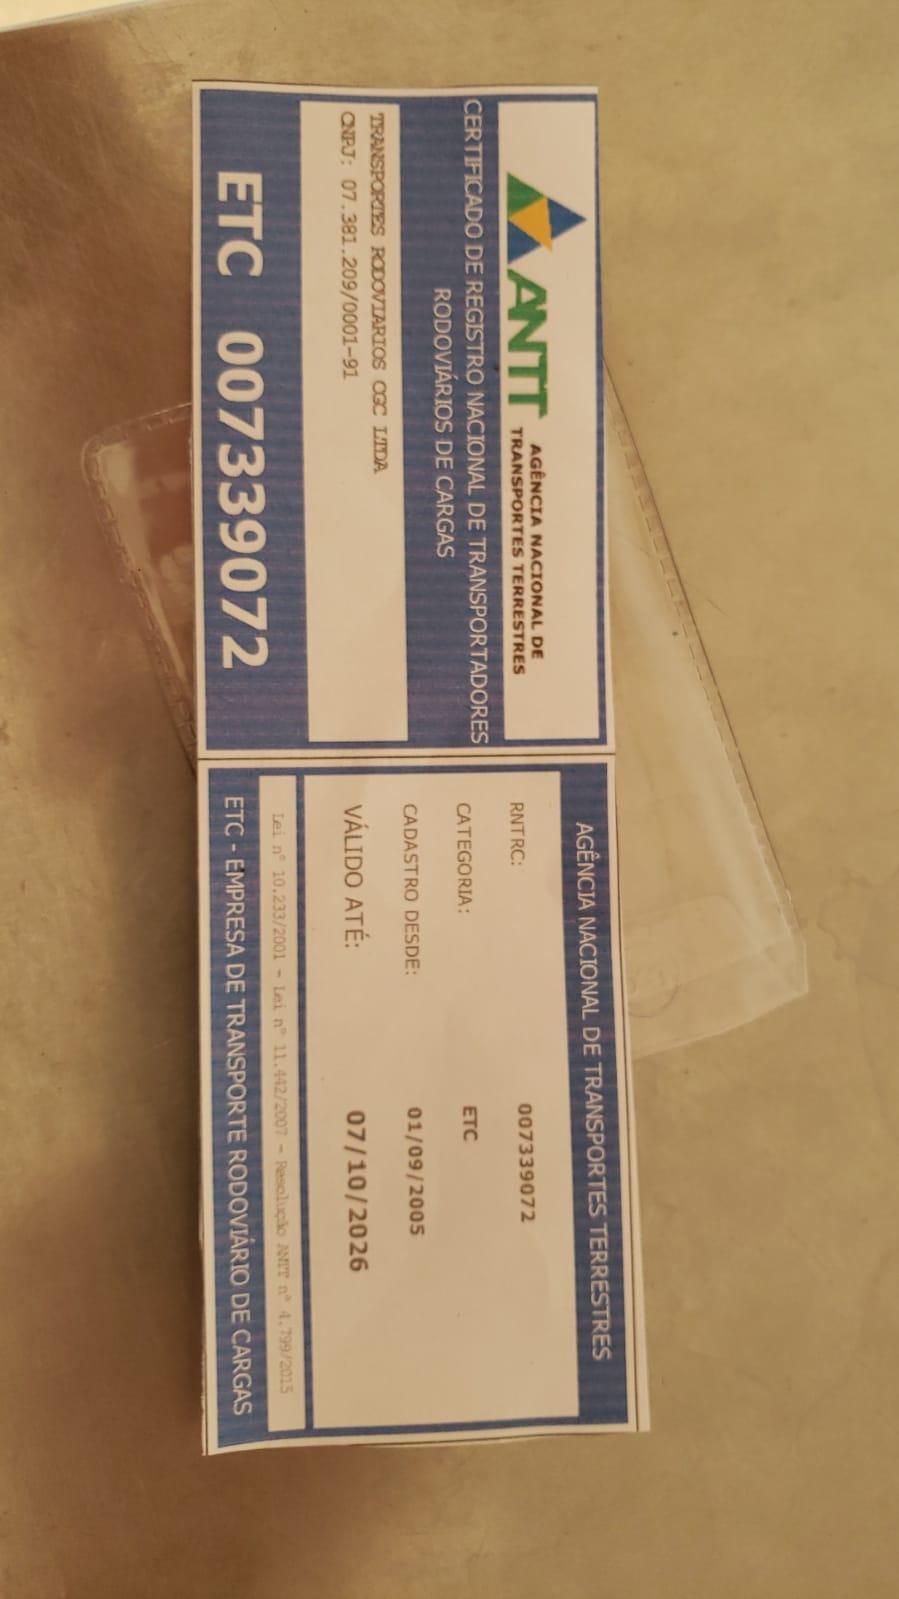 ANTT
AGÊNCIA NACIONAL DE
TRANSPORTES TERRESTRES
CERTIFICADO DE REGISTRO NACIONAL DE TRANSPORTADORES
RODOVIÁRIOS DE CARGAS
TRANSPORTES RODOVIARIOS CGC LTDA
CNPJ: 07.381.209/0001-91
ETC 007339072
AGÊNCIA NACIONAL DE TRANSPORTES TERRESTRES
RNTRC: 007339072
CATEGORIA: ETC
CADASTRO DESDE: 01/09/2005
VÁLIDO ATÉ: 07/10/2026
Lei nº 10.233/2001 - Lei nº 11.442/2007 - Resolução ANTT nº 4.799/2015
ETC - EMPRESA DE TRANSPORTE RODOVIÁRIO DE CARGAS